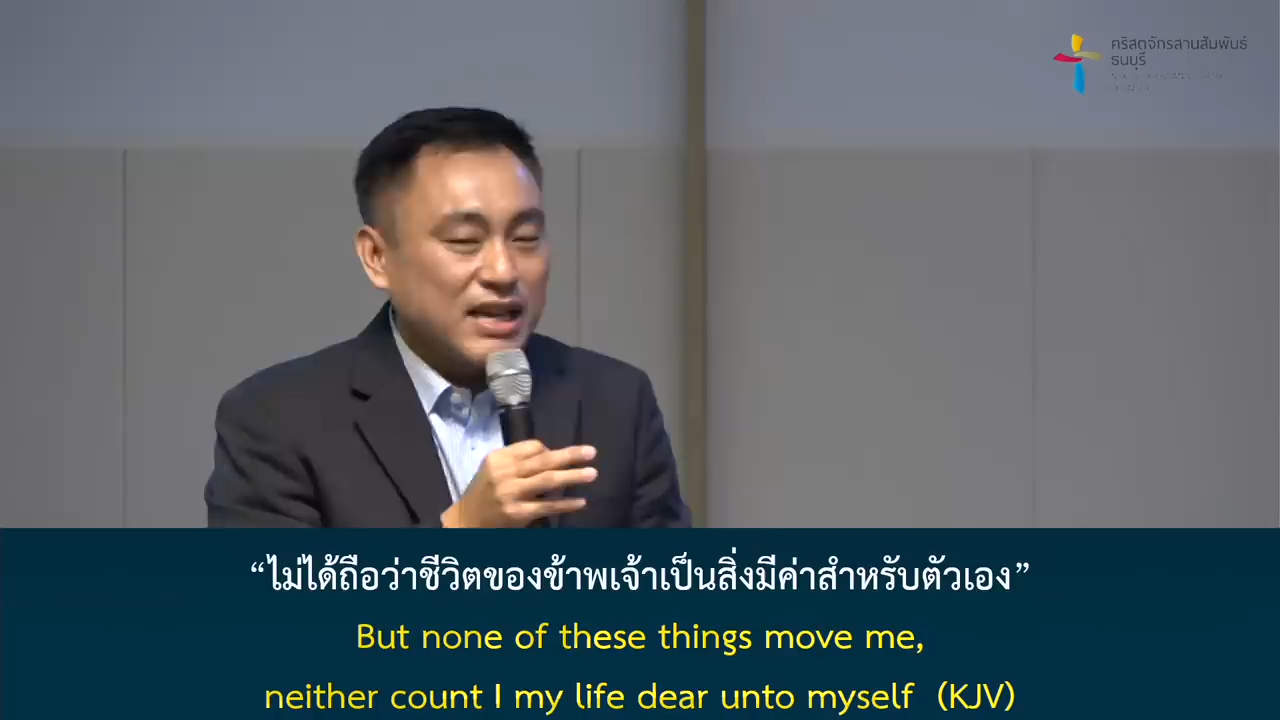 คริสตจักรสานสัมพันธ์
ธนบุรี
“ไม่ได้ถือว่าชีวิตของข้าพเจ้าเป็นสิ่งมีค่าสำหรับตัวเอง”
But none of these things move me,
neither count I my life dear unto myself (KJV)